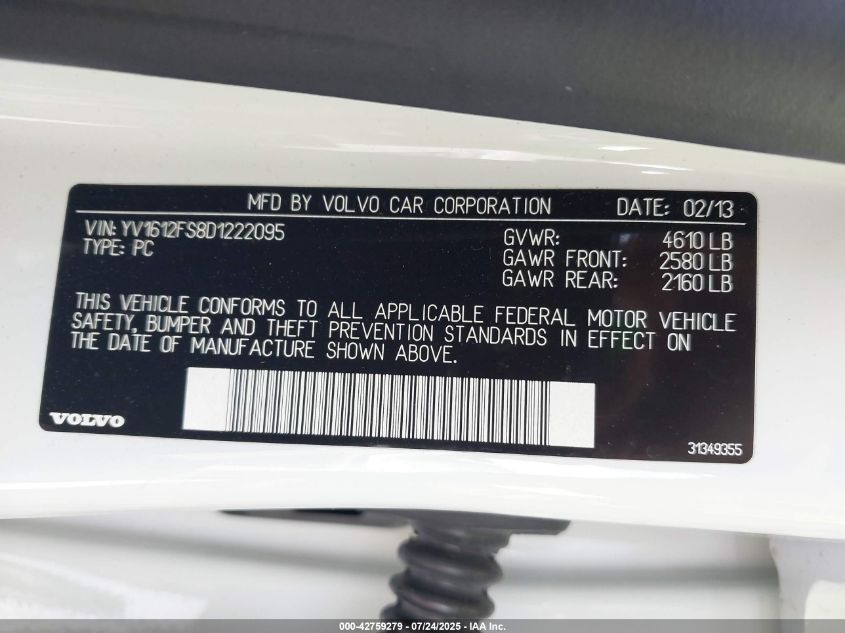 MFD BY VOLVO CAR CORPORATION DATE: 02/13
VIN: YV1612FS8D1222095 GVWR: 4610 LB
TYPE: PC GAWR FRONT: 2580 LB
GAWR REAR: 2160 LB
THIS VEHICLE CONFORMS TO ALL APPLICABLE FEDERAL MOTOR VEHICLE
SAFETY, BUMPER AND THEFT PREVENTION STANDARDS IN EFFECT ON
THE DATE OF MANUFACTURE SHOWN ABOVE.
VOLVO
31349355
000-42759279 - 07/24/2025 - © IAA, Inc.